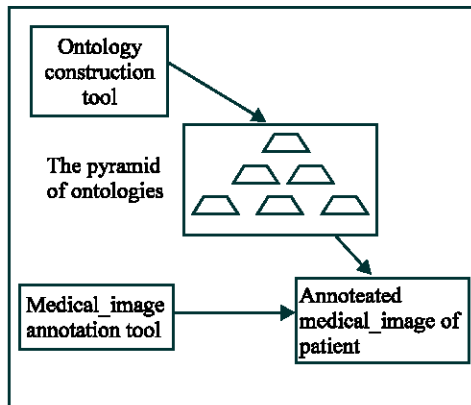 Ontology
construction
tool
The pyramid
of ontologies
Medical_image
annotation tool
Annoteated
medical_image of
patient